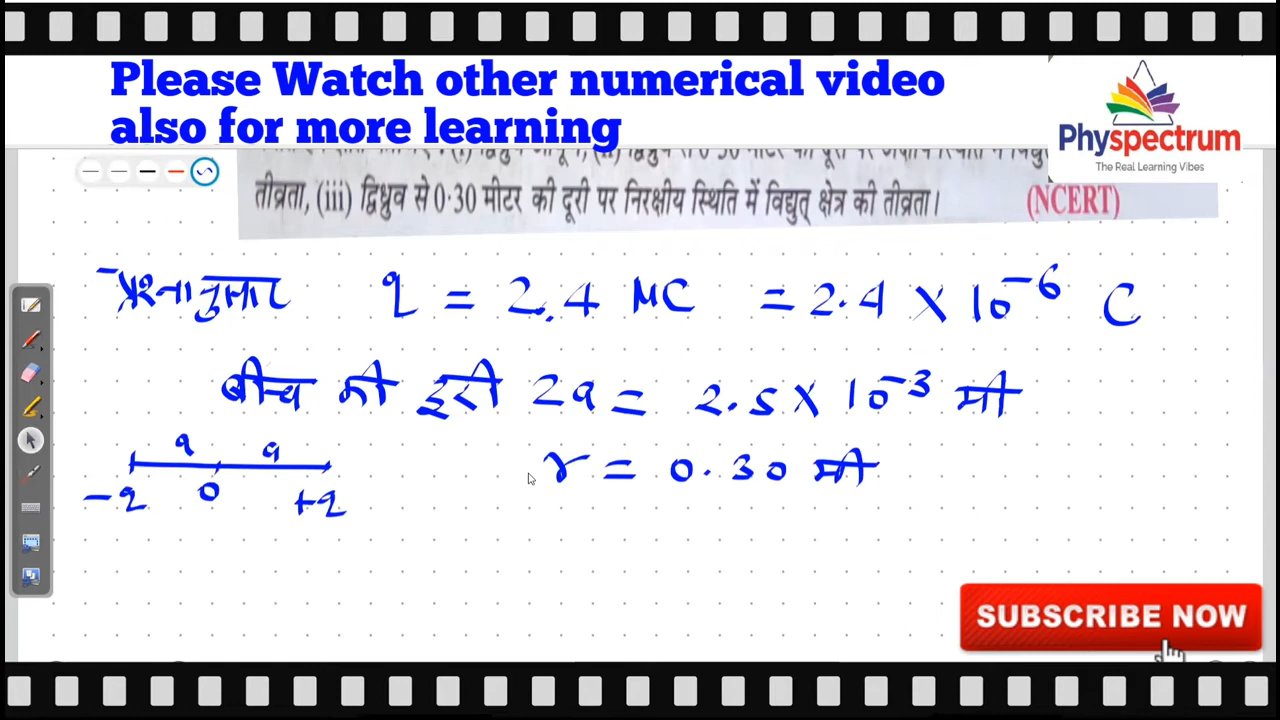 Please Watch other numerical video
also for more learning
Physpectrum
The Real Learning Vibes
तीव्रता, (iii) द्विध्रुव से 0·30 मीटर की दूरी पर निरक्षीय स्थिति में विद्युत् क्षेत्र की तीव्रता। (NCERT)
प्रश्नानुसार q = 2.4 μC = 2.4 × 10⁻⁶ C
बीच की दूरी 2a = 2.5 × 10⁻³ मी
a a
r = 0.30 मी
-q 0 +q
SUBSCRIBE NOW